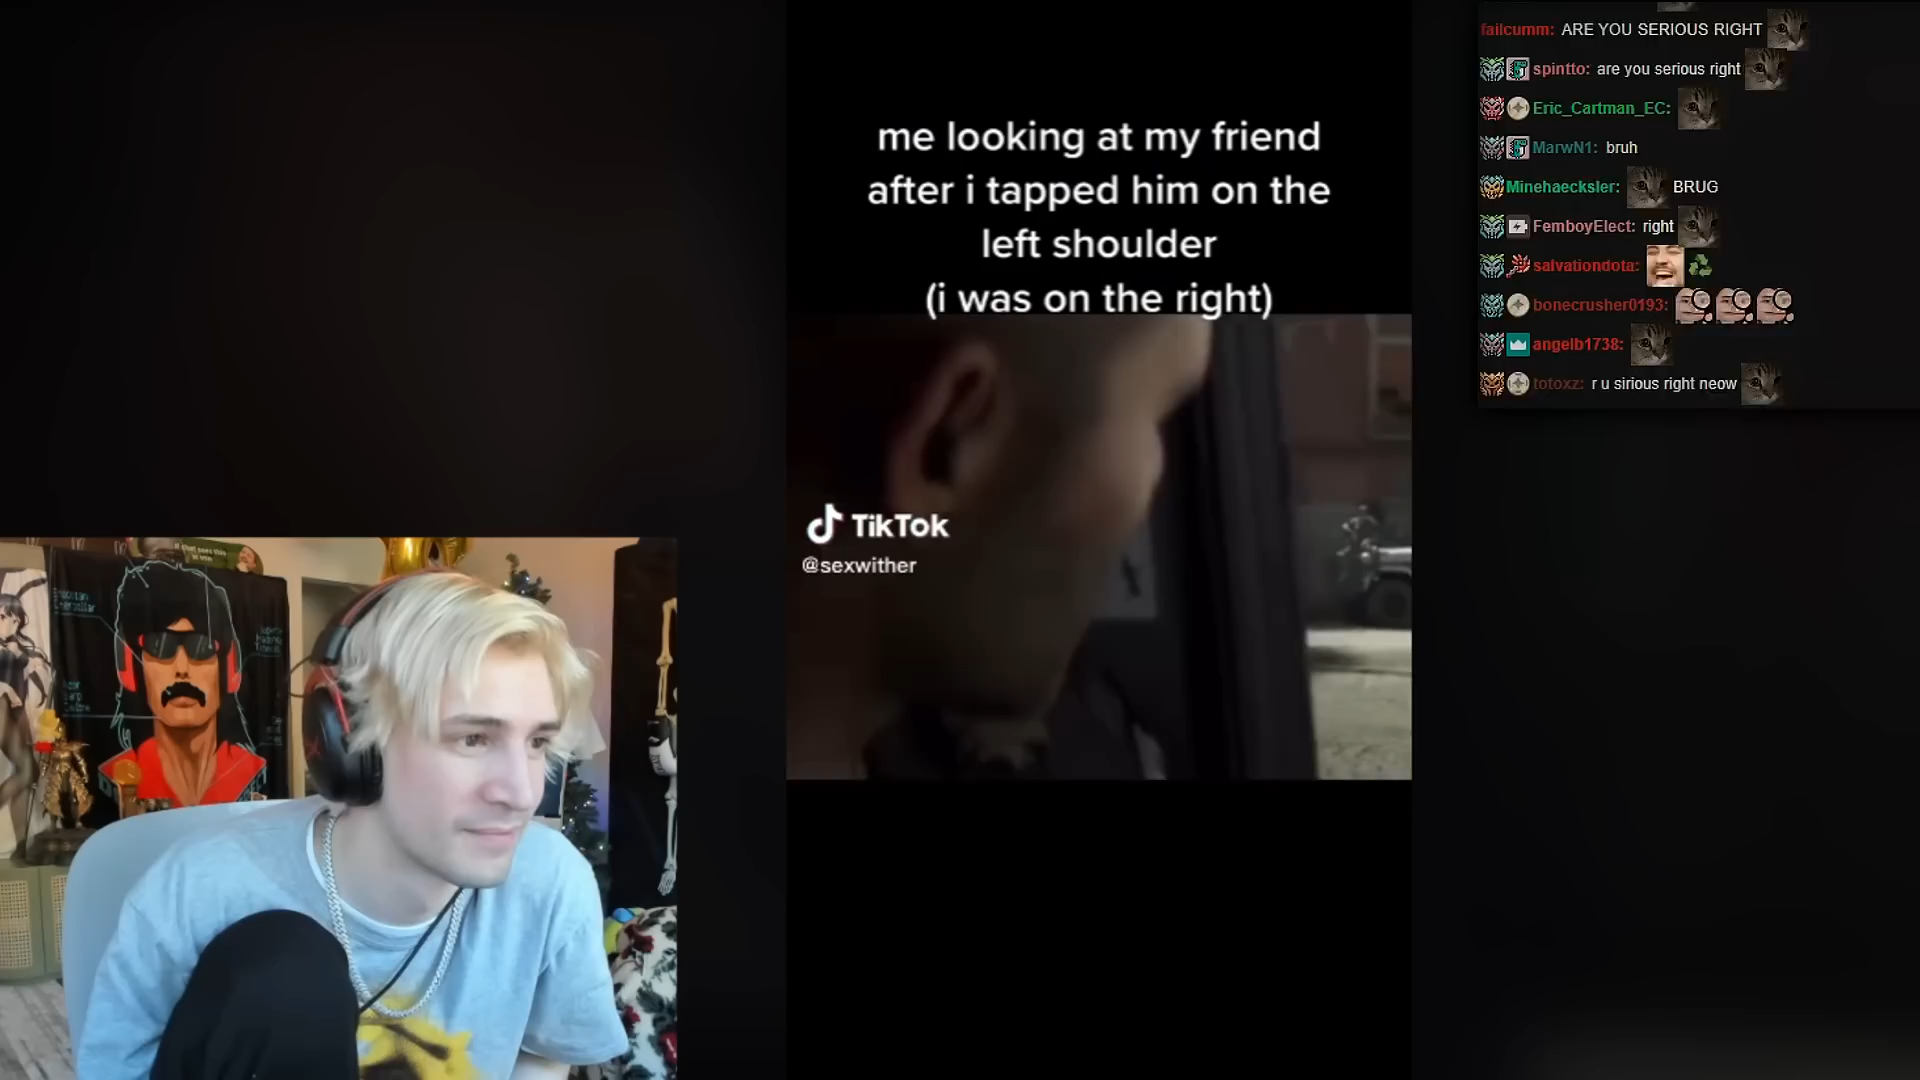 failcumm: ARE YOU SERIOUS RIGHT
spintto: are you serious right
Eric_Cartman_EC:
MarwN1: bruh
Minehaecksler: BRUG
FemboyElect: right
salvationdota:
bonecrusher0193:
angelb1738:
totoxz: r u sirious right neow
me looking at my friend
after i tapped him on the
left shoulder
(i was on the right)
TikTok
@sexwither